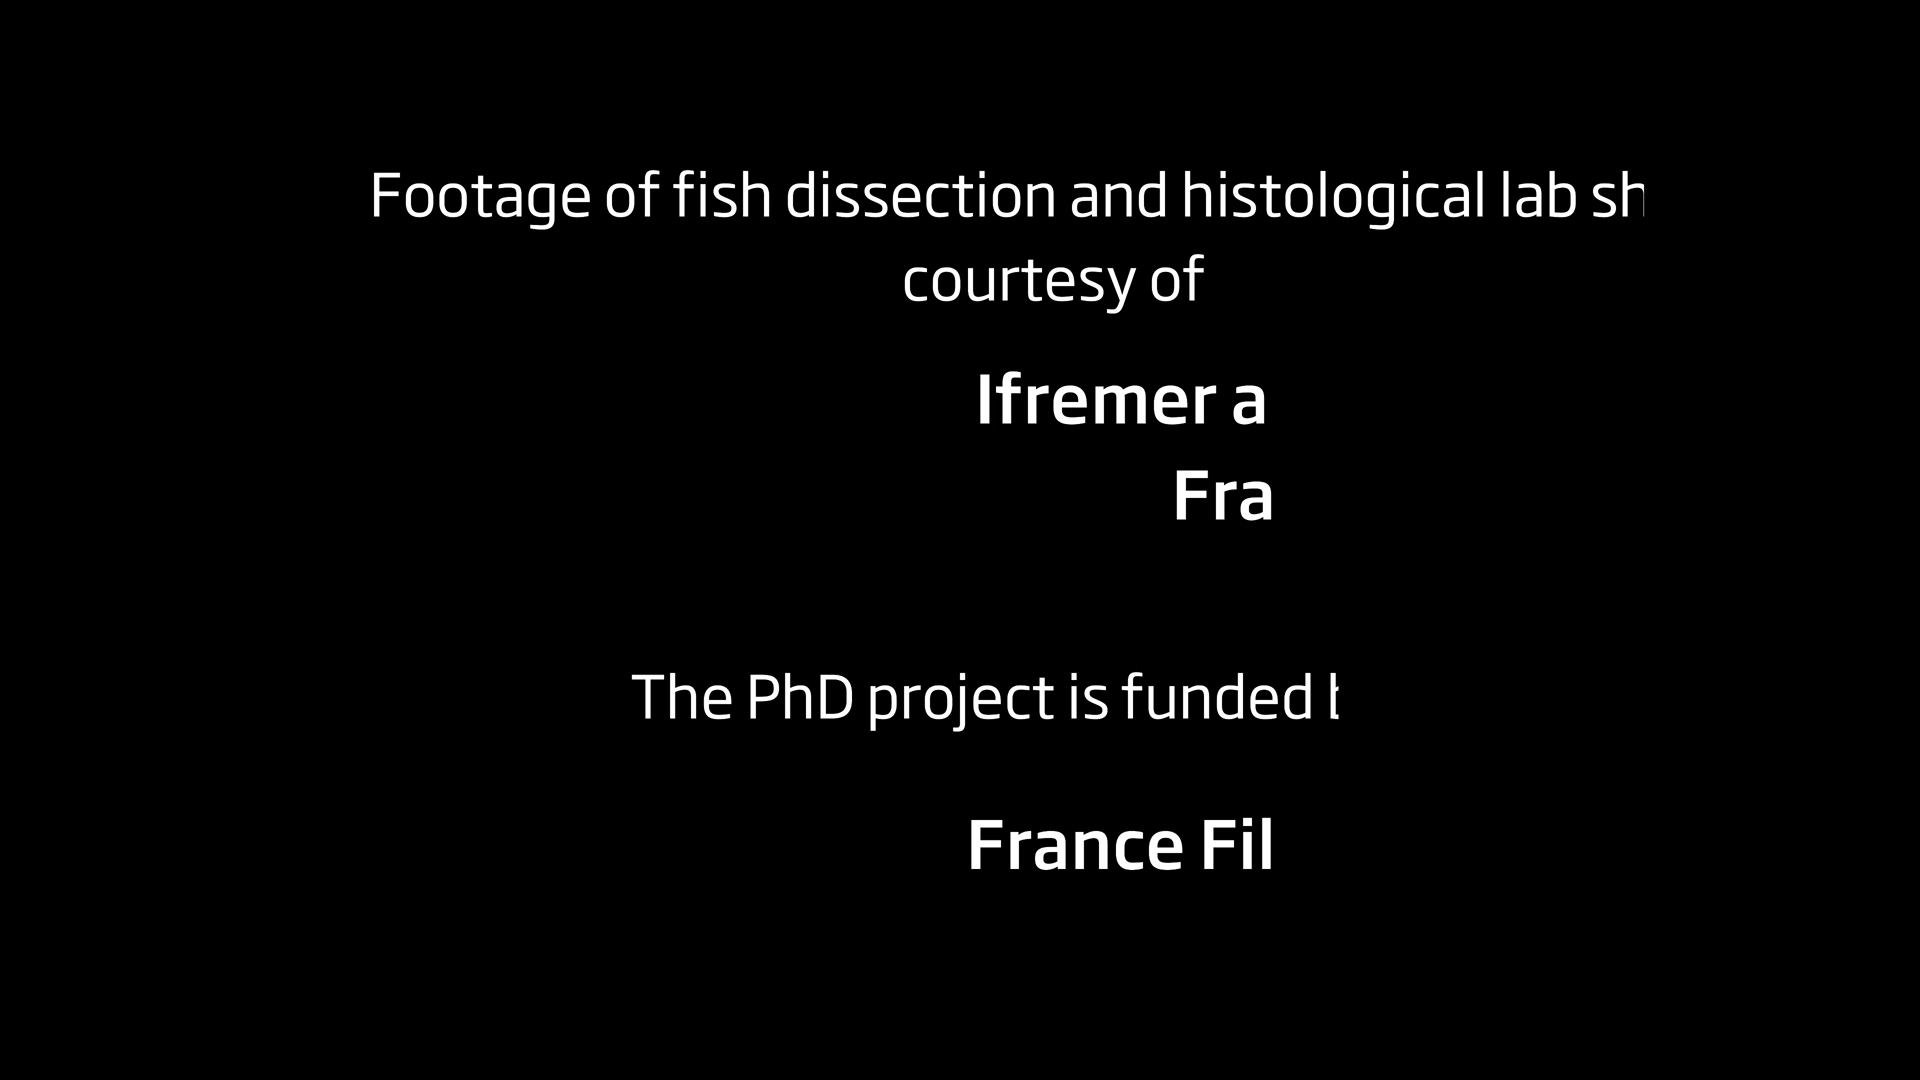 Footage of fish dissection and histological lab sh
courtesy of
Ifremer a
Fra
The PhD project is funded
France Fil